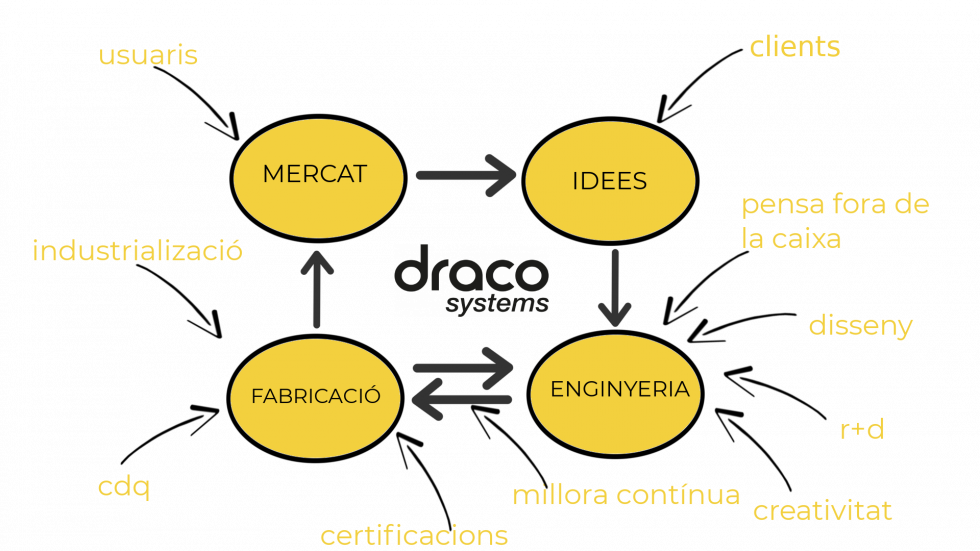 usuaris
clients
MERCAT
IDEES
pensa fora de
la caixa
industrialització
draco
systems
disseny
FABRICACIÓ
ENGINYERIA
r+d
cdq
millora contínua
creativitat
certificacions